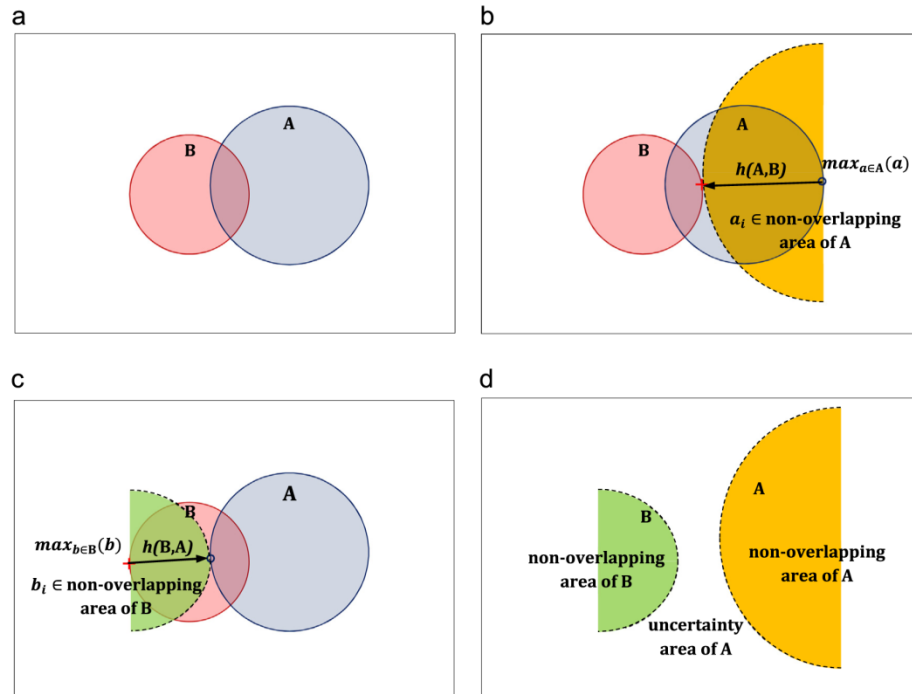 a
A
B
b
A
B
h(A,B)
max_{a∈A}(a)
a_i ∈ non-overlapping
area of A
c
A
B
max_{b∈B}(b)
h(B,A)
b_i ∈ non-overlapping
area of B
d
A
B
non-overlapping
area of B
non-overlapping
area of A
uncertainty
area of A